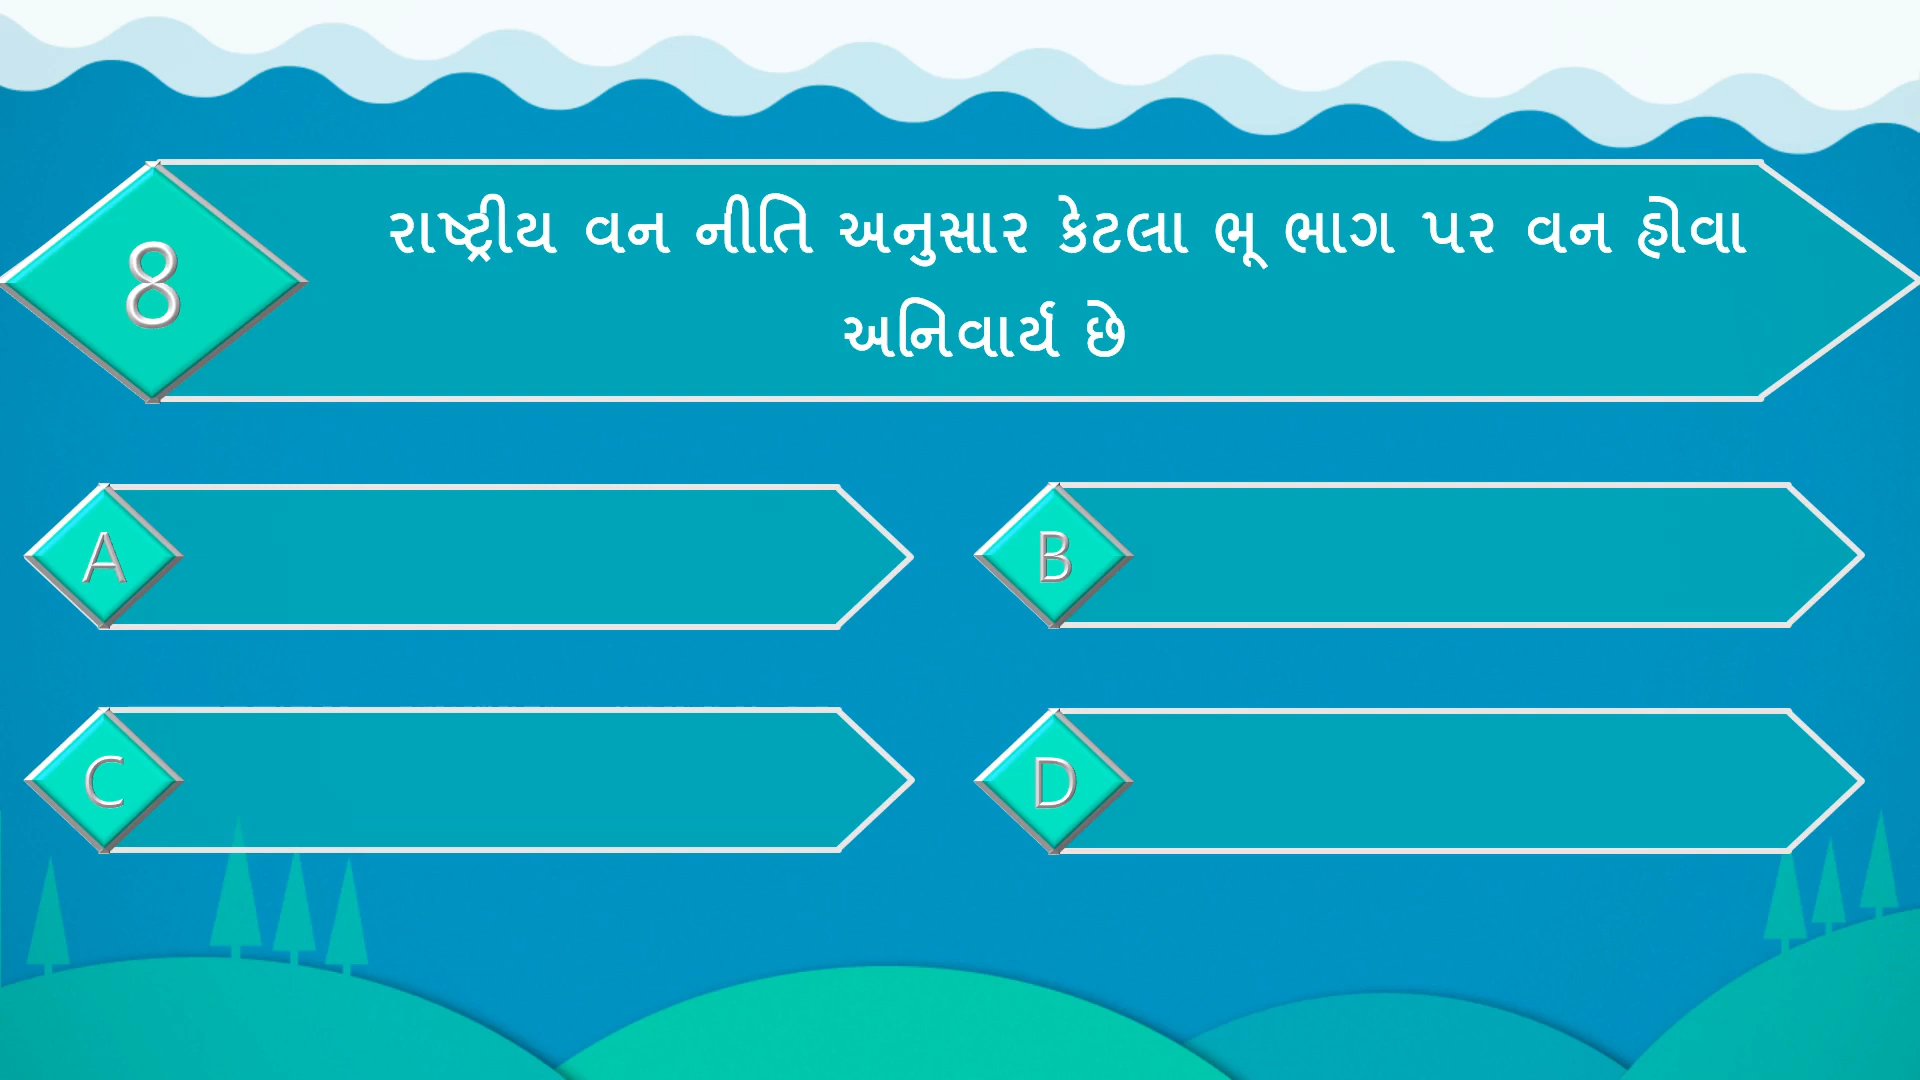 8
રાષ્ટ્રીય વન નીતિ અનુસાર કેટલા ભૂ ભાગ પર વન હોવા
અનિવાર્ય છે
A
B
C
D